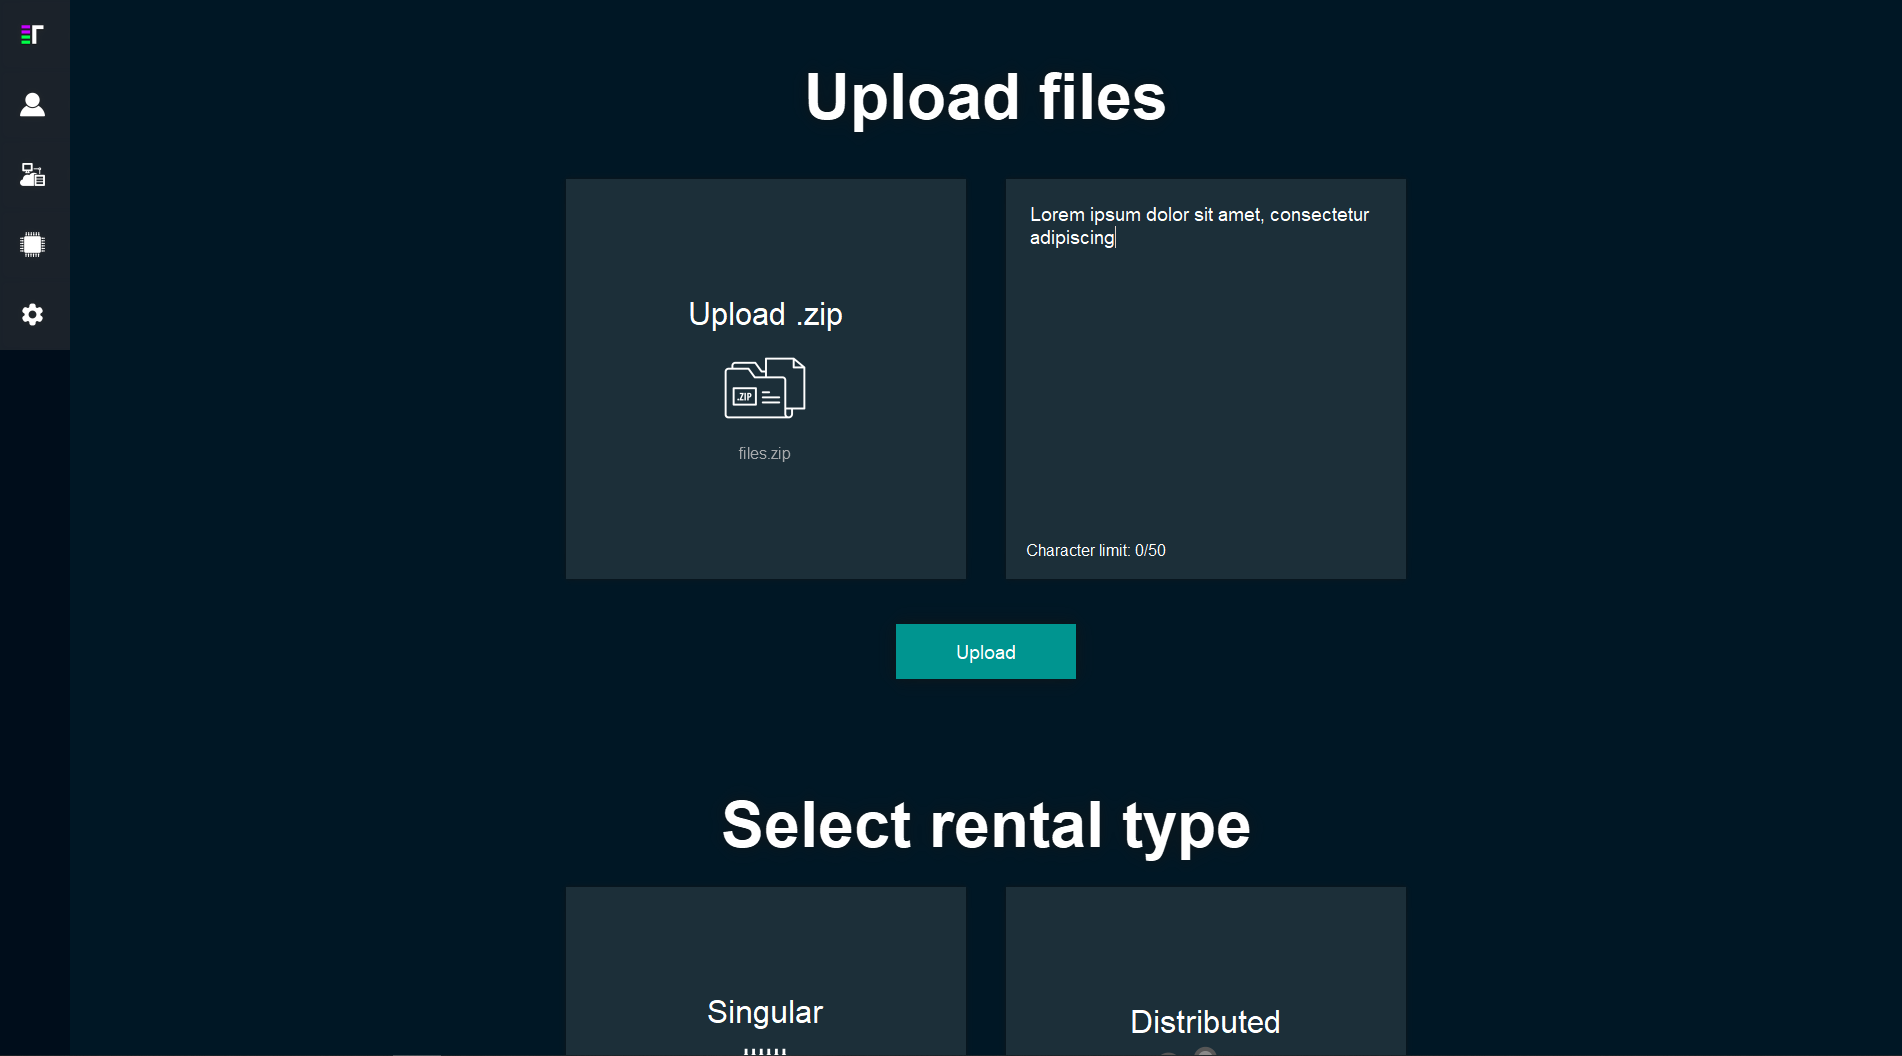 Upload files
Upload .zip
.ZIP
files.zip
Lorem ipsum dolor sit amet, consectetur
adipiscing
Character limit: 0/50
Upload
Select rental type
Singular
Distributed